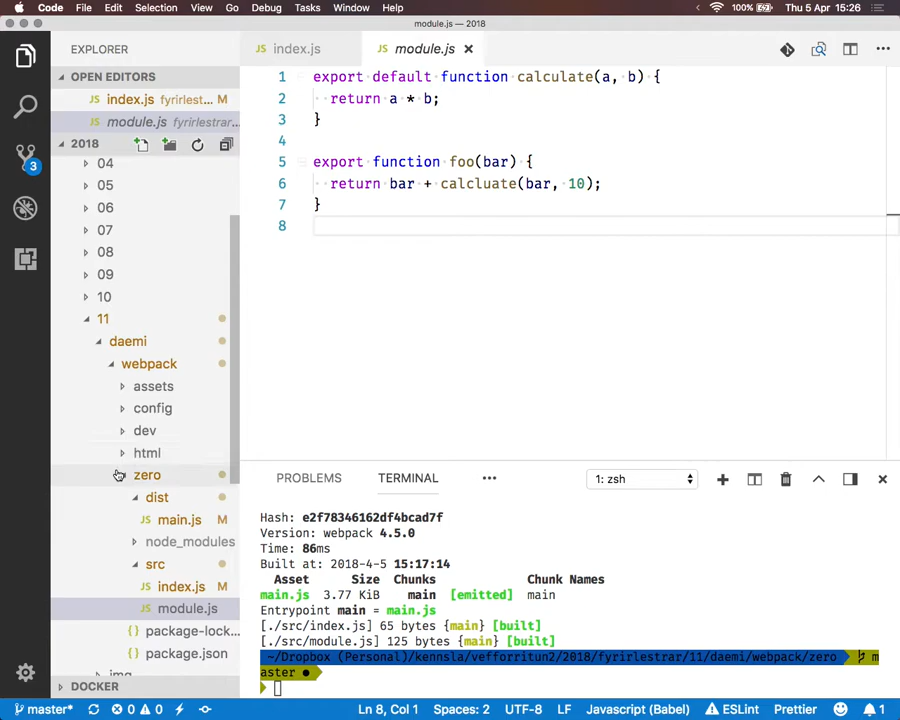 Code File Edit Selection View Go Debug Tasks Window Help 100% Thu 5 Apr 15:26
module.js — 2018
EXPLORER
index.js
module.js
OPEN EDITORS
index.js fyrirlest... M
module.js fyrirlestrar...
2018
3
04
05
06
07
08
09
10
11
daemi
webpack
assets
config
dev
html
zero
dist
JS main.js M
node_modules
src
JS index.js M
JS module.js
{} package-lock...
{} package.json
DOCKER
1 export default function calculate(a, b) {
2 return a * b;
3 }
4
5 export function foo(bar) {
6 return bar + calcluate(bar, 10);
7 }
8
PROBLEMS TERMINAL ••• 1: zsh
Hash: e2f78346162df4bcad7f
Version: webpack 4.5.0
Time: 86ms
Built at: 2018-4-5 15:17:14
Asset Size Chunks Chunk Names
main.js 3.77 KiB main [emitted] main
Entrypoint main = main.js
[./src/index.js] 65 bytes {main} [built]
[./src/module.js] 125 bytes {main} [built]
~/Dropbox (Personal)/kennsla/vefforritun2/2018/fyrirlestrar/11/daemi/webpack/zero m
aster ●
master* 0 0 Ln 8, Col 1 Spaces: 2 UTF-8 LF Javascript (Babel) ESLint Prettier 1